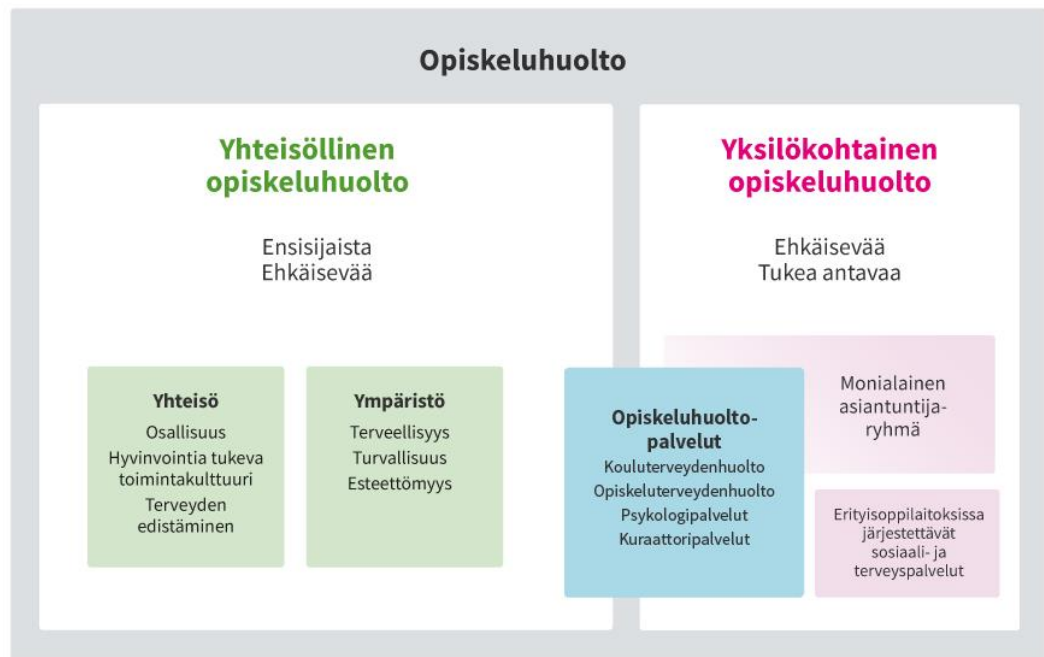 Opiskeluhuolto
Yhteisöllinen
opiskeluhuolto
Ensisijaista
Ehkäisevää
Yhteisö
Osallisuus
Hyvinvointia tukeva
toimintakulttuuri
Terveyden
edistäminen
Ympäristö
Terveellisyys
Turvallisuus
Esteettömyys
Yksilökohtainen
opiskeluhuolto
Ehkäisevää
Tukea antavaa
Opiskeluhuolto-
palvelut
Kouluterveydenhuolto
Opiskeluterveydenhuolto
Psykologipalvelut
Kuraattoripalvelut
Monialainen
asiantuntija-
ryhmä
Erityisoppilaitoksissa
järjestettävät
sosiaali- ja
terveyspalvelut